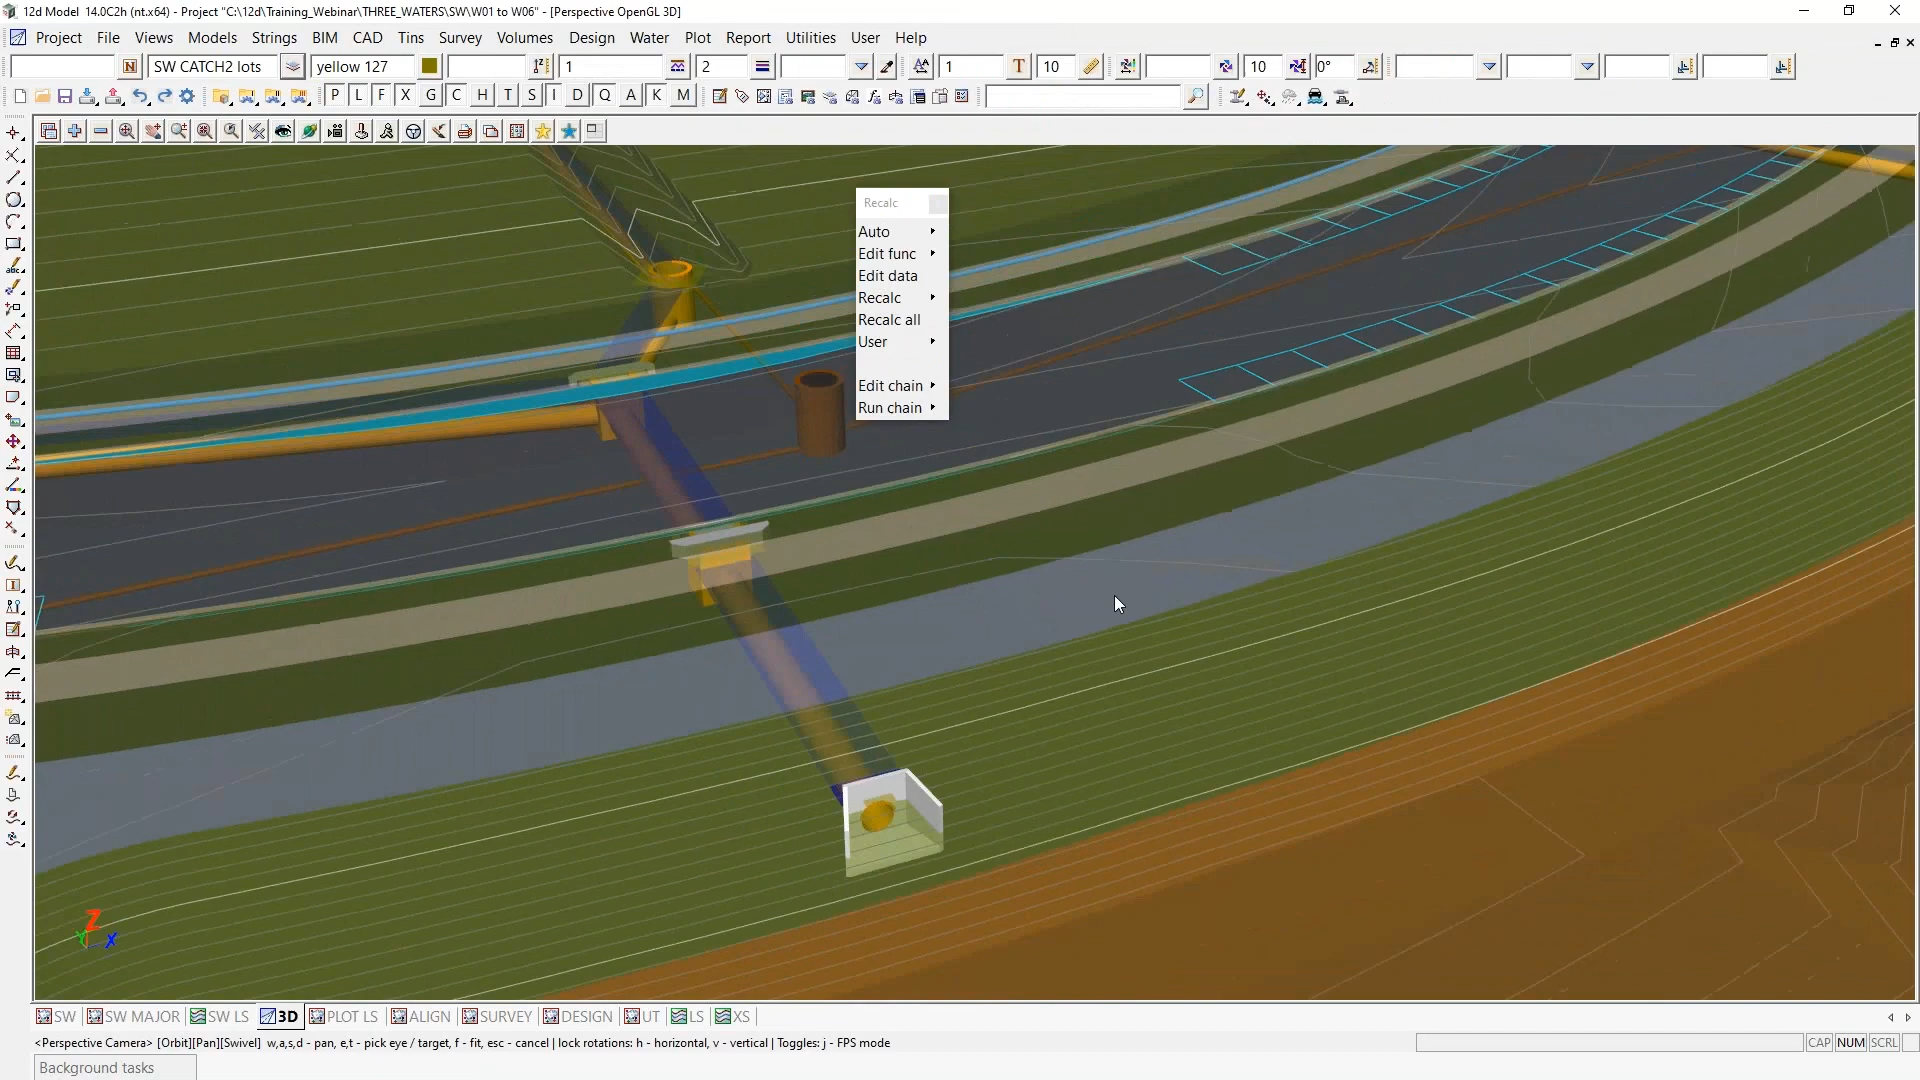 12d Model 14.0C2h (nt.x64) - Project "C:\12d\Training_Webinar\THREE_WATERS\SW\W01 to W06" - [Perspective OpenGL 3D]
Project File Views Models Strings BIM CAD Tins Survey Volumes Design Water Plot Report Utilities User Help
N SW CATCH2 lots yellow 127 1 2 1 T 10 10 0°
P L F X G C H T S I D Q A K M
Recalc
Auto
Edit func
Edit data
Recalc
Recalc all
User
Edit chain
Run chain
Z
Y X
SW SW MAJOR SW LS 3D PLOT LS ALIGN SURVEY DESIGN UT LS XS
<Perspective Camera> [Orbit][Pan][Swivel] w,a,s,d - pan, e,t - pick eye / target, f - fit, esc - cancel | lock rotations: h - horizontal, v - vertical | Toggles: j - FPS mode
CAP NUM SCRL
Background tasks